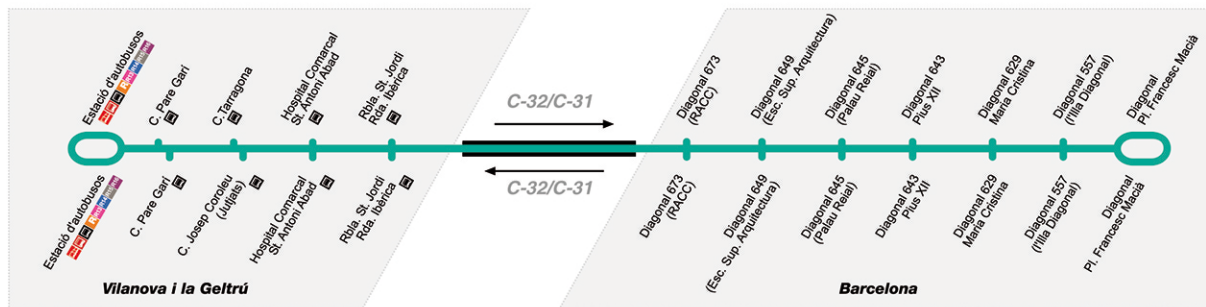 Estació d'autobusos
C. Pare Garí
C. Tarragona
Hospital Comarcal
St. Antoni Abad
Rbla. St. Jordi
Rda. Ibèrica
C-32/C-31
Diagonal 673
(RACC)
Diagonal 649
(Esc. Sup. Arquitectura)
Diagonal 645
(Palau Reial)
Diagonal 643
Pius XII
Diagonal 629
Maria Cristina
Diagonal 557
(l'Illa Diagonal)
Diagonal
Pl. Francesc Macià
Estació d'autobusos
C. Pare Garí
C. Josep Coroleu
(Jutjats)
Hospital Comarcal
St. Antoni Abad
Rbla. St. Jordi
Rda. Ibèrica
C-32/C-31
Diagonal 673
(RACC)
Diagonal 649
(Esc. Sup. Arquitectura)
Diagonal 645
(Palau Reial)
Diagonal 643
Pius XII
Diagonal 629
Maria Cristina
Diagonal 557
(l'Illa Diagonal)
Diagonal
Pl. Francesc Macià
Vilanova i la Geltrú
Barcelona